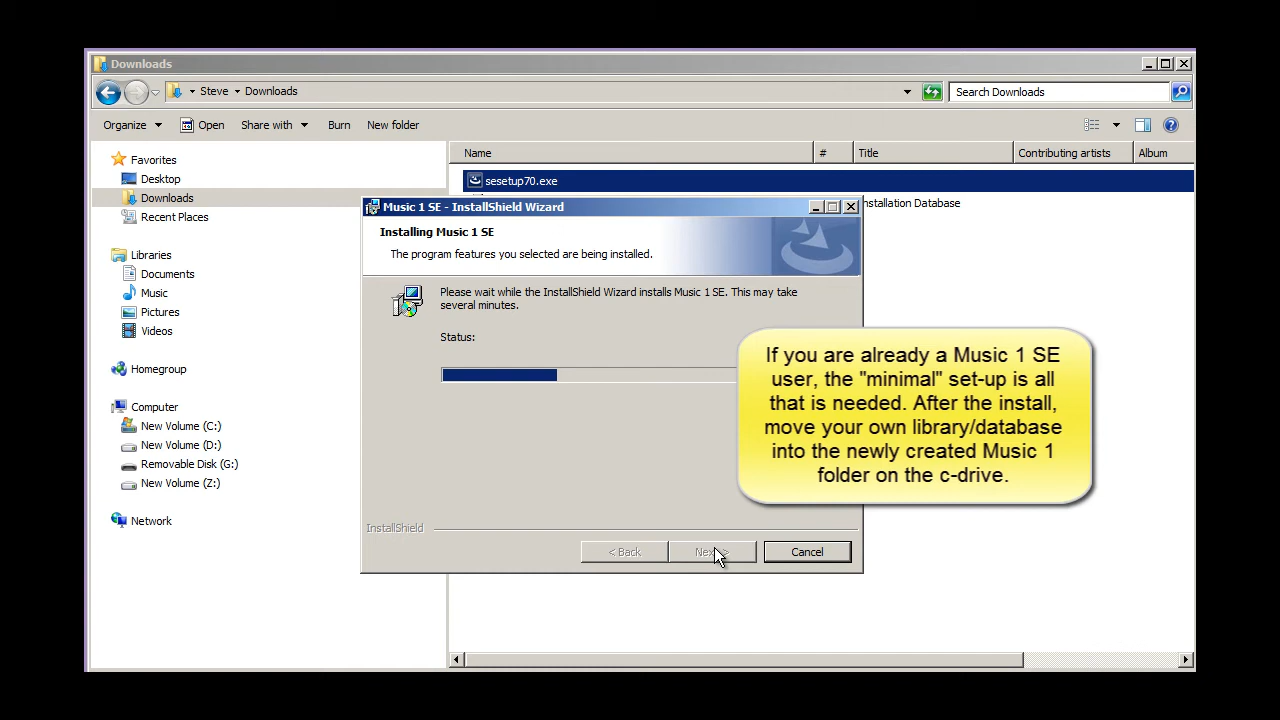 Downloads
Steve Downloads
Search Downloads
Organize Open Share with Burn New folder
Name # Title Contributing artists Album
Favorites
Desktop
Downloads
Recent Places
Libraries
Documents
Music
Pictures
Videos
Homegroup
Computer
New Volume (C:)
New Volume (D:)
Removable Disk (G:)
New Volume (Z:)
Network
sesetup70.exe
nstallation Database
Music 1 SE - InstallShield Wizard
Installing Music 1 SE
The program features you selected are being installed.
Please wait while the InstallShield Wizard installs Music 1 SE. This may take
several minutes.
Status:
InstallShield
< Back Next > Cancel
If you are already a Music 1 SE
user, the "minimal" set-up is all
that is needed. After the install,
move your own library/database
into the newly created Music 1
folder on the c-drive.